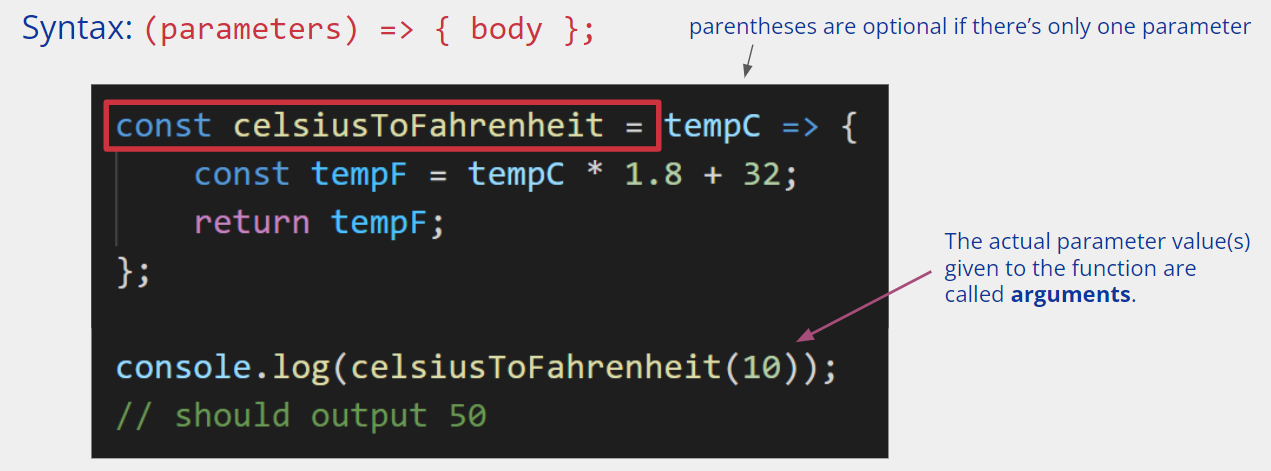 Syntax: (parameters) => { body };
parentheses are optional if there’s only one parameter
const celsiusToFahrenheit = tempC => {
    const tempF = tempC * 1.8 + 32;
    return tempF;
};
The actual parameter value(s)
given to the function are
called arguments.
console.log(celsiusToFahrenheit(10));
// should output 50